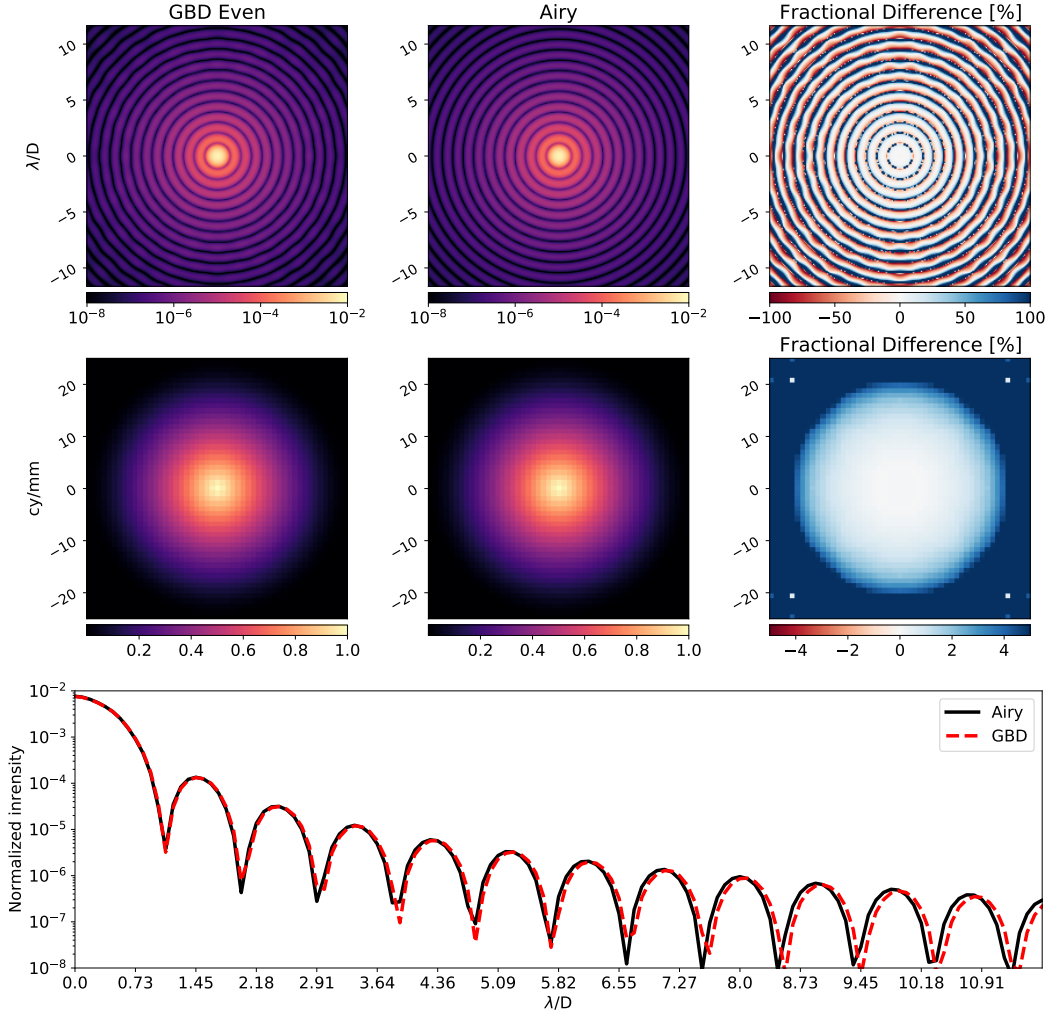 GBD Even Airy Fractional Difference [%]
λ/D
10
5
0
−5
−10
10
5
0
−5
−10
10
5
0
−5
−10
10⁻⁸ 10⁻⁶ 10⁻⁴ 10⁻²
10⁻⁸ 10⁻⁶ 10⁻⁴ 10⁻²
−100 −50 0 50 100
Fractional Difference [%]
cy/mm
20
10
0
−10
−20
20
10
0
−10
−20
20
10
0
−10
−20
0.2 0.4 0.6 0.8 1.0
0.2 0.4 0.6 0.8 1.0
−4 −2 0 2 4
Normalized inrensity
10⁻²
10⁻³
10⁻⁴
10⁻⁵
10⁻⁶
10⁻⁷
10⁻⁸
Airy
GBD
0.0 0.73 1.45 2.18 2.91 3.64 4.36 5.09 5.82 6.55 7.27 8.0 8.73 9.45 10.18 10.91
λ/D